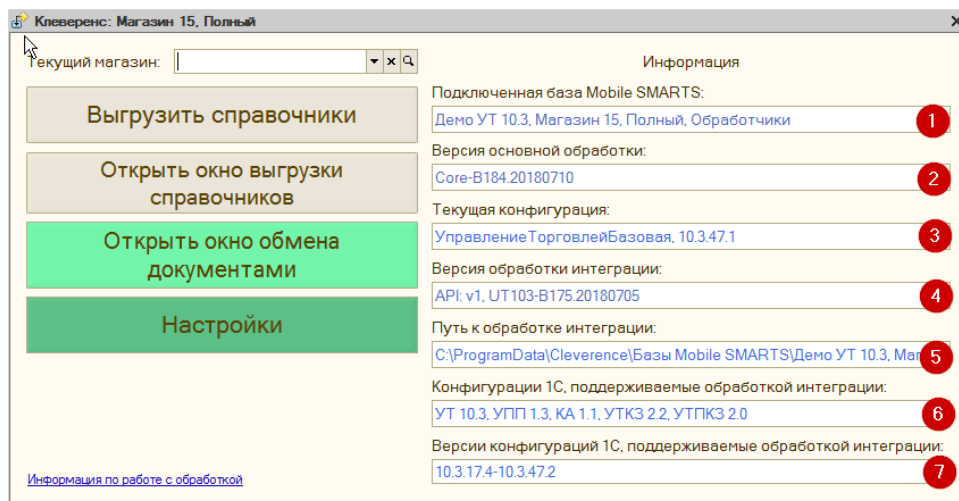 Клеверенс: Магазин 15, Полный
Текущий магазин:
Выгрузить справочники
Открыть окно выгрузки
справочников
Открыть окно обмена
документами
Настройки
Информация по работе с обработкой
Информация
Подключенная база Mobile SMARTS:
Демо УТ 10.3, Магазин 15, Полный, Обработчики
1
Версия основной обработки:
Core-B184.20180710
2
Текущая конфигурация:
УправлениеТорговлейБазовая, 10.3.47.1
3
Версия обработки интеграции:
API: v1, UT103-B175.20180705
4
Путь к обработке интеграции:
C:\ProgramData\Cleverence\Базы Mobile SMARTS\Демо УТ 10.3, Маг
5
Конфигурации 1С, поддерживаемые обработкой интеграции:
УТ 10.3, УПП 1.3, КА 1.1, УТКЗ 2.2, УТПКЗ 2.0
6
Версии конфигураций 1С, поддерживаемые обработкой интеграции:
10.3.17.4-10.3.47.2
7